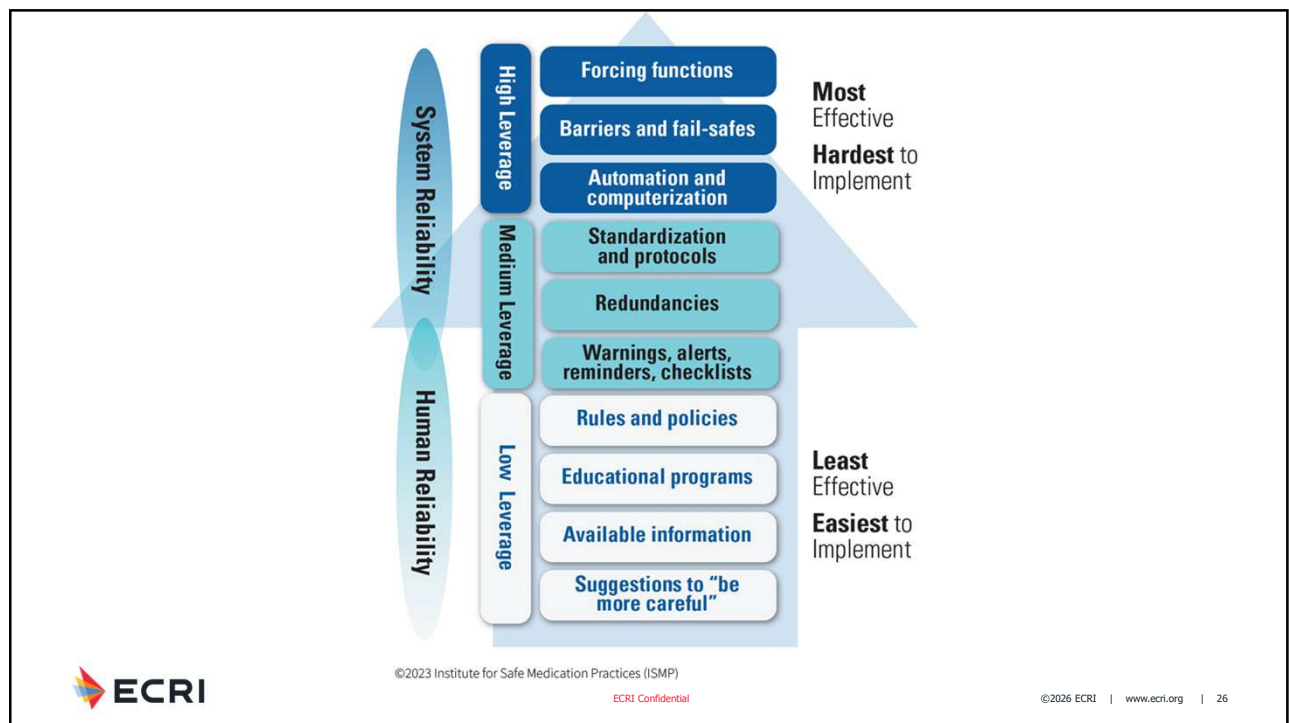 System Reliability
Human Reliability
High Leverage
Forcing functions
Barriers and fail-safes
Automation and
computerization
Medium Leverage
Standardization
and protocols
Redundancies
Warnings, alerts,
reminders, checklists
Low Leverage
Rules and policies
Educational programs
Available information
Suggestions to “be
more careful”
Most
Effective
Hardest to
Implement
Least
Effective
Easiest to
Implement
©2023 Institute for Safe Medication Practices (ISMP)
ECRI
ECRI Confidential
©2026 ECRI | www.ecri.org | 26